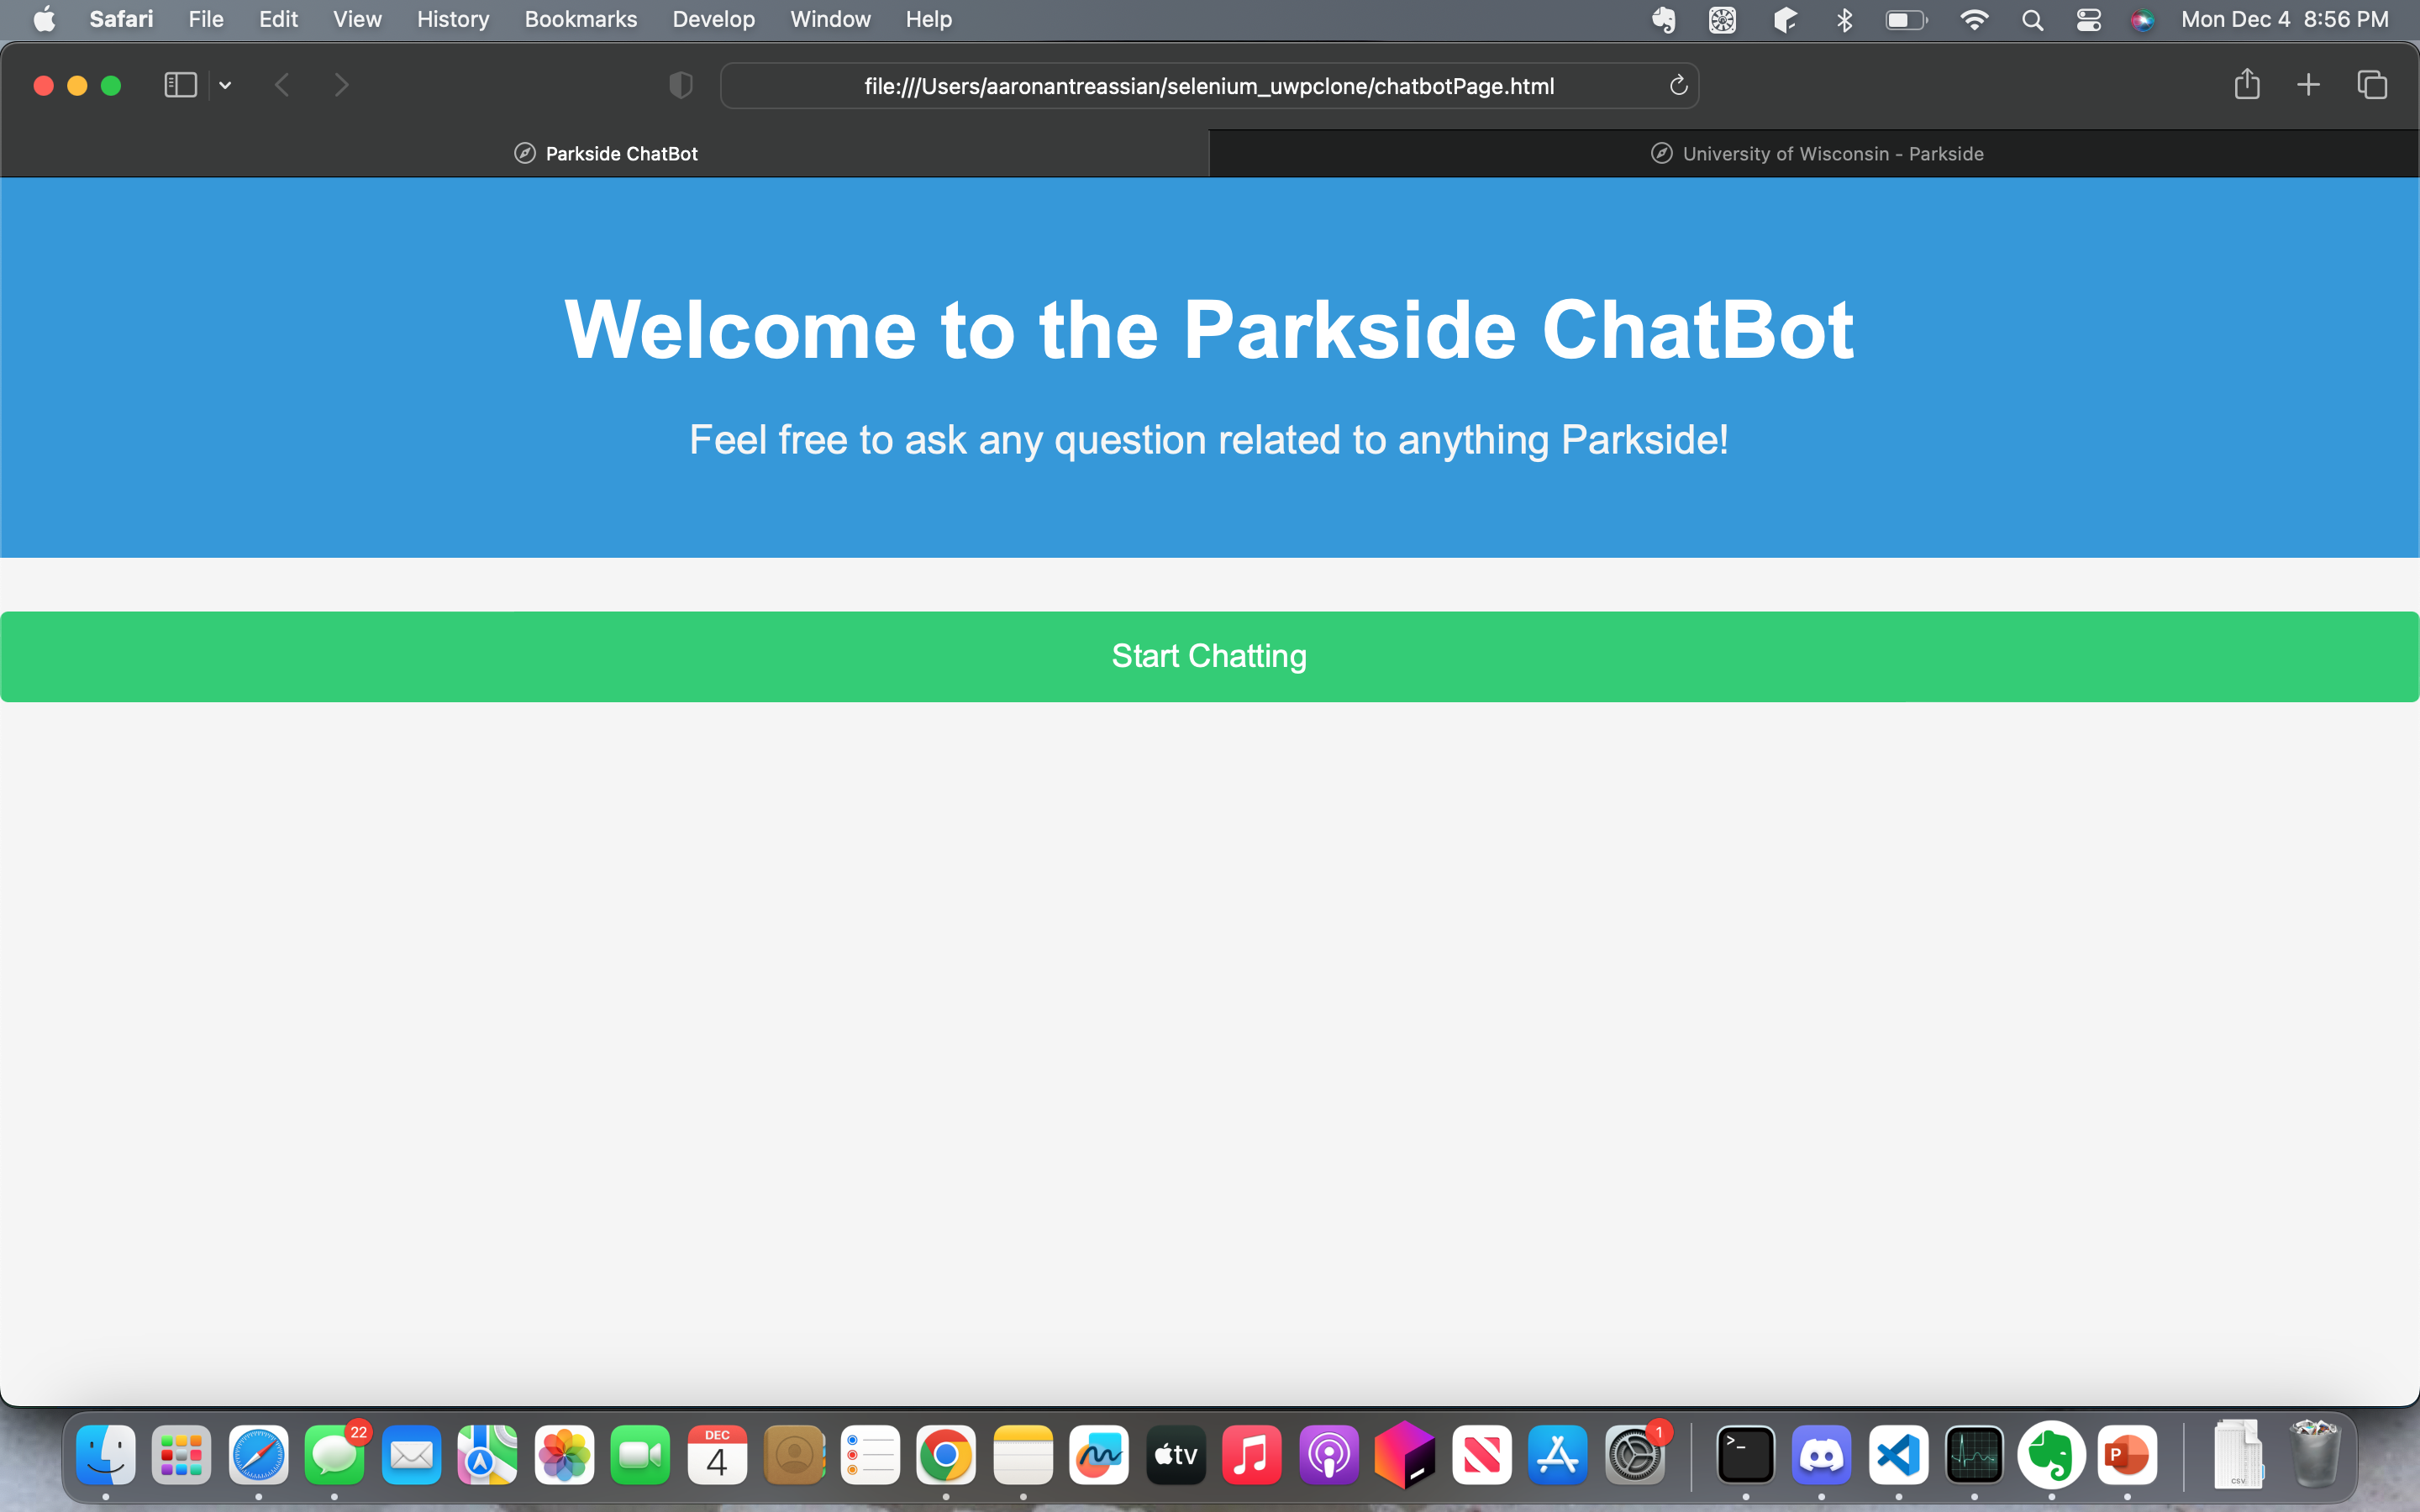 Safari File Edit View History Bookmarks Develop Window Help Mon Dec 4 8:56 PM
file:///Users/aaronantreassian/selenium_uwpclone/chatbotPage.html
Parkside ChatBot University of Wisconsin - Parkside
Welcome to the Parkside ChatBot
Feel free to ask any question related to anything Parkside!
Start Chatting
22
DEC
4
tv
1
>_
P
CSV